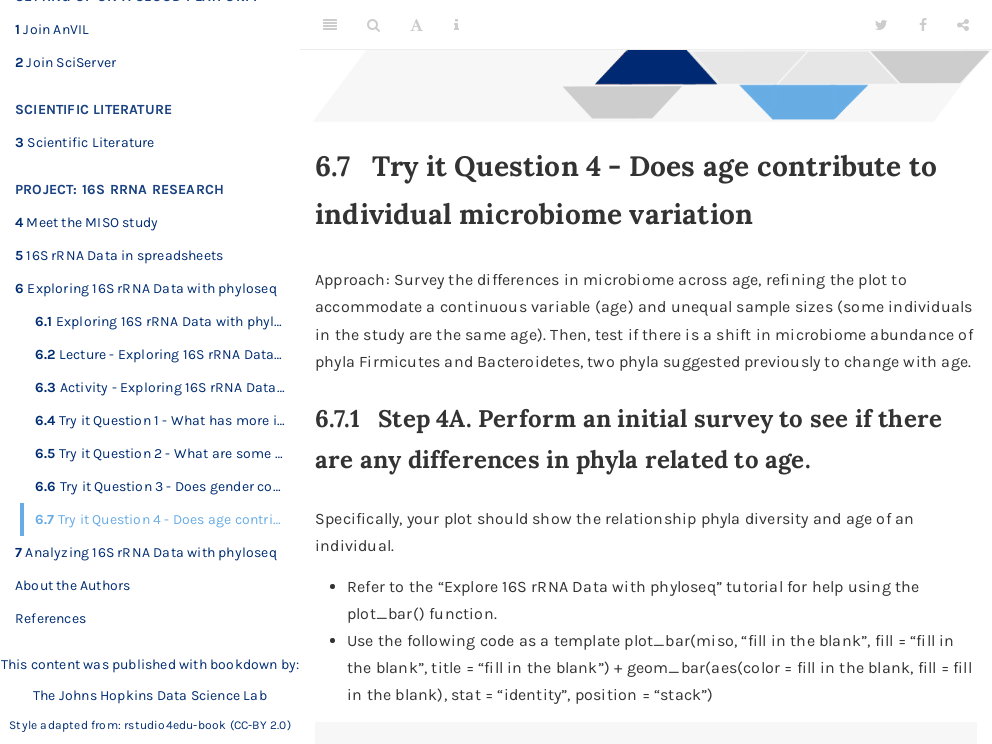 1 Join AnVIL
2 Join SciServer
SCIENTIFIC LITERATURE
3 Scientific Literature
PROJECT: 16S RRNA RESEARCH
4 Meet the MISO study
5 16S rRNA Data in spreadsheets
6 Exploring 16S rRNA Data with phyloseq
6.1 Exploring 16S rRNA Data with phyl…
6.2 Lecture - Exploring 16S rRNA Data…
6.3 Activity - Exploring 16S rRNA Data…
6.4 Try it Question 1 - What has more i…
6.5 Try it Question 2 - What are some …
6.6 Try it Question 3 - Does gender co…
6.7 Try it Question 4 - Does age contri…
7 Analyzing 16S rRNA Data with phyloseq
About the Authors
References
This content was published with bookdown by:
The Johns Hopkins Data Science Lab
Style adapted from: rstudio4edu-book (CC-BY 2.0)
6.7 Try it Question 4 - Does age contribute to
individual microbiome variation
Approach: Survey the differences in microbiome across age, refining the plot to
accommodate a continuous variable (age) and unequal sample sizes (some individuals
in the study are the same age). Then, test if there is a shift in microbiome abundance of
phyla Firmicutes and Bacteroidetes, two phyla suggested previously to change with age.
6.7.1 Step 4A. Perform an initial survey to see if there
are any differences in phyla related to age.
Specifically, your plot should show the relationship phyla diversity and age of an
individual.
• Refer to the “Explore 16S rRNA Data with phyloseq” tutorial for help using the
plot_bar() function.
• Use the following code as a template plot_bar(miso, “fill in the blank”, fill = “fill in
the blank”, title = “fill in the blank”) + geom_bar(aes(color = fill in the blank, fill = fill
in the blank), stat = “identity”, position = “stack”)